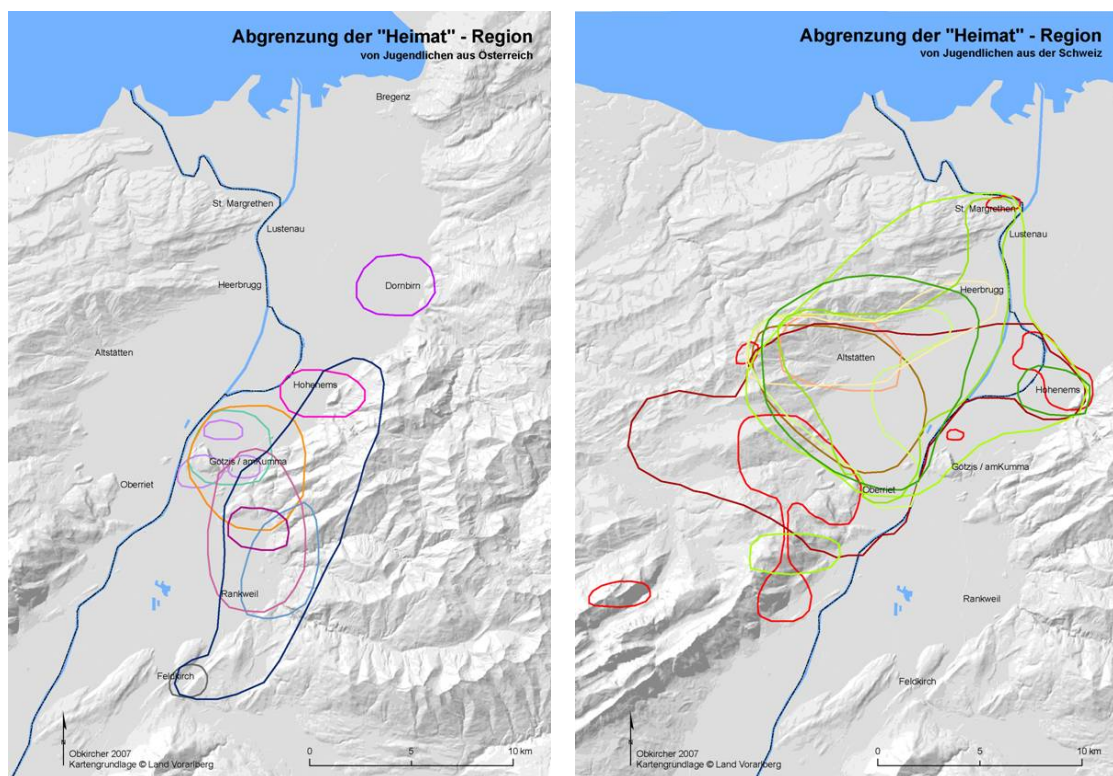 Abgrenzung der "Heimat" - Region
von Jugendlichen aus Österreich
Bregenz
St. Margrethen
Lustenau
Heerbrugg
Dornbirn
Altstätten
Hohenems
Götzis / amKumma
Oberriet
Rankweil
Feldkirch
N
Obkircher 2007
Kartengrundlage © Land Vorarlberg
0 5 10 km
Abgrenzung der "Heimat" - Region
von Jugendlichen aus der Schweiz
St. Margrethen
Lustenau
Heerbrugg
Altstätten
Hohenems
Götzis / amKumma
Oberriet
Rankweil
Feldkirch
N
Obkircher 2007
Kartengrundlage © Land Vorarlberg
0 5 10 km